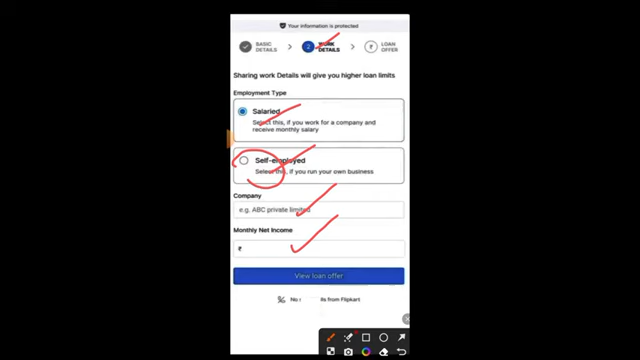 Your information is protected
BASIC DETAILS
2
WORK DETAILS
₹
LOAN OFFER
Sharing work Details will give you higher loan limits
Employment Type
Salaried
Select this, if you work for a company and
receive monthly salary
Self-employed
Select this, if you run your own business
Company
e.g. ABC private limited
Monthly Net Income
₹
View loan offer
No
from Flipkart